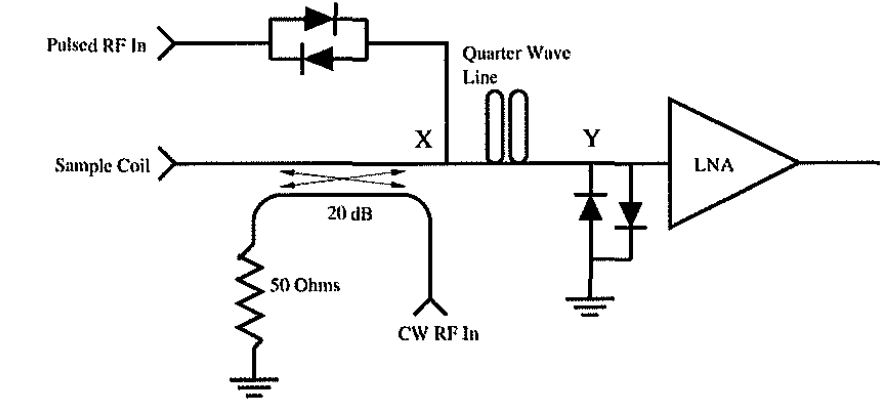 Pulsed RF In
Quarter Wave
Line
X
Y
Sample Coil
LNA
20 dB
50 Ohms
CW RF In